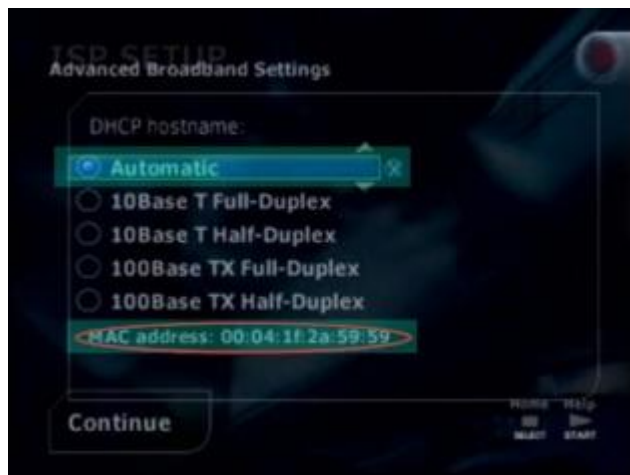 ISP SETUP
Advanced Broadband Settings
DHCP hostname:
Automatic
10Base T Full-Duplex
10Base T Half-Duplex
100Base TX Full-Duplex
100Base TX Half-Duplex
MAC address: 00:04:1f:2a:59:59
Continue
Home Help
SELECT START